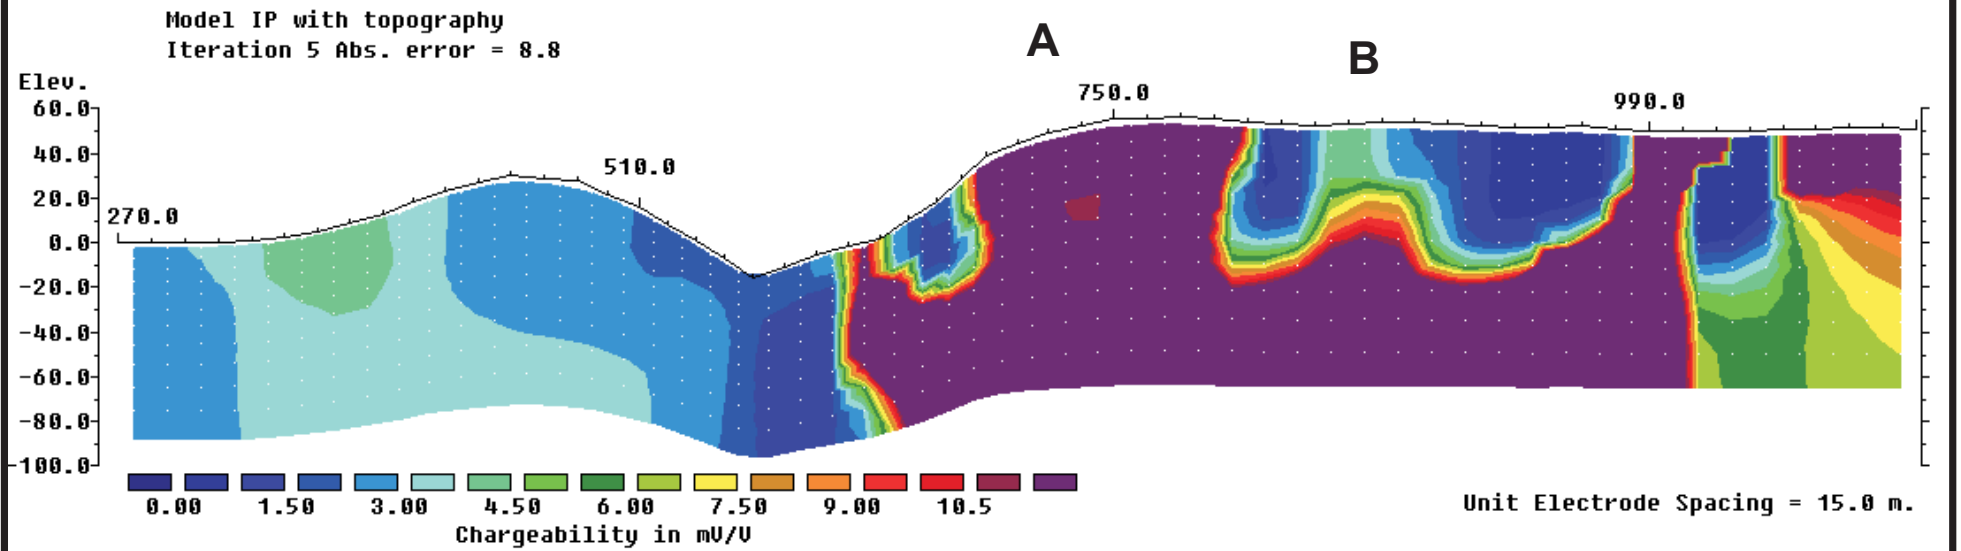 Model IP with topography
Iteration 5 Abs. error = 8.8
A
B
Elev.
750.0
990.0
60.0
40.0
510.0
20.0
270.0
0.0
-20.0
-40.0
-60.0
-80.0
-100.0
0.00 1.50 3.00 4.50 6.00 7.50 9.00 10.5
Unit Electrode Spacing = 15.0 m.
Chargeability in mV/V